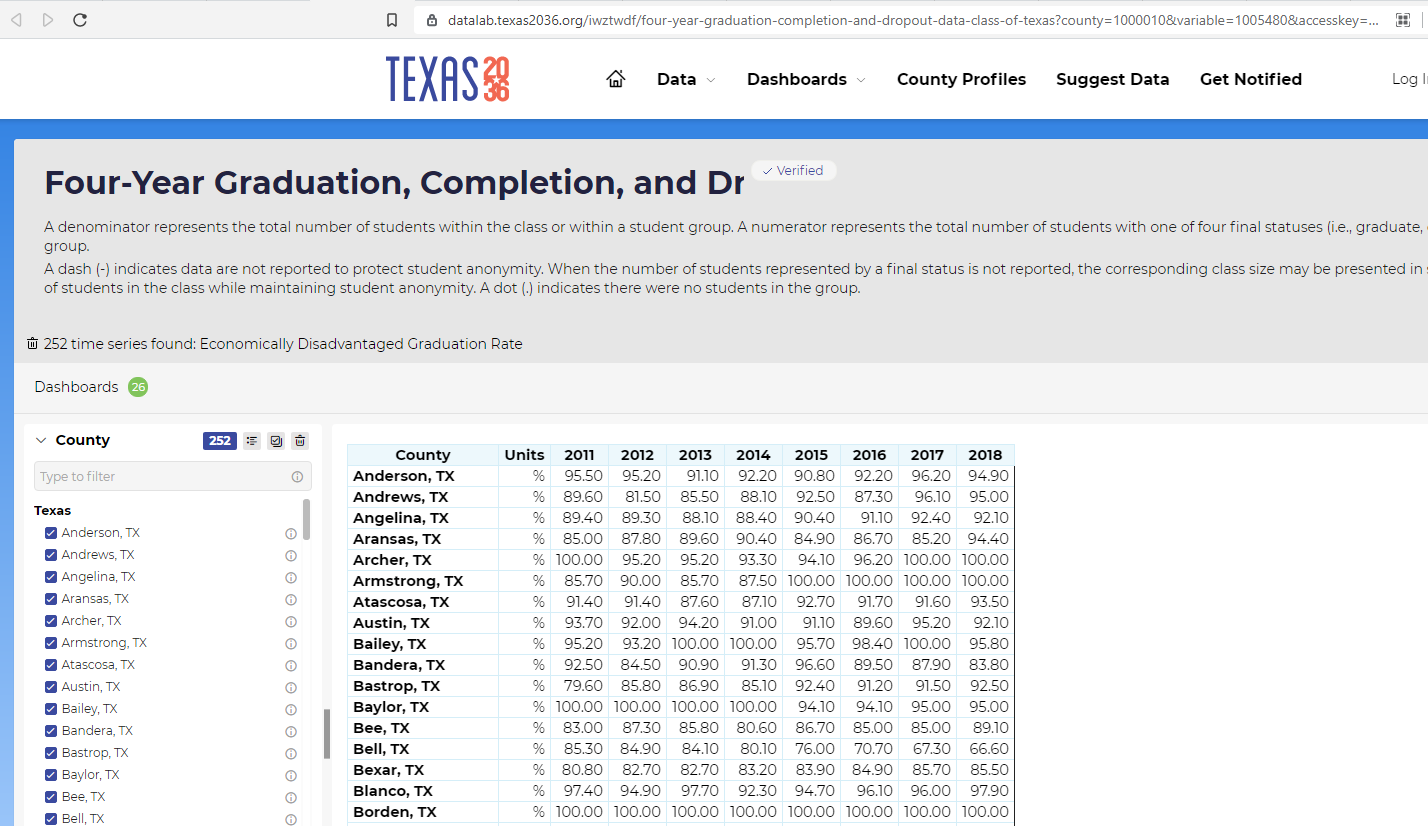 datalab.texas2036.org/iwztwdf/four-year-graduation-completion-and-dropout-data-class-of-texas?county=1000010&variable=1005480&accesskey=...
TEXAS 2036 Data Dashboards County Profiles Suggest Data Get Notified Log I
Four-Year Graduation, Completion, and Dr Verified
A denominator represents the total number of students within the class or within a student group. A numerator represents the total number of students with one of four final statuses (i.e., graduate,
group.
A dash (-) indicates data are not reported to protect student anonymity. When the number of students represented by a final status is not reported, the corresponding class size may be presented in
of students in the class while maintaining student anonymity. A dot (.) indicates there were no students in the group.
252 time series found: Economically Disadvantaged Graduation Rate
Dashboards 26
County 252
Type to filter
Texas
Anderson, TX
Andrews, TX
Angelina, TX
Aransas, TX
Archer, TX
Armstrong, TX
Atascosa, TX
Austin, TX
Bailey, TX
Bandera, TX
Bastrop, TX
Baylor, TX
Bee, TX
Bell, TX
County Units 2011 2012 2013 2014 2015 2016 2017 2018
Anderson, TX % 95.50 95.20 91.10 92.20 90.80 92.20 96.20 94.90
Andrews, TX % 89.60 81.50 85.50 88.10 92.50 87.30 96.10 95.00
Angelina, TX % 89.40 89.30 88.10 88.40 90.40 91.10 92.40 92.10
Aransas, TX % 85.00 87.80 89.60 90.40 84.90 86.70 85.20 94.40
Archer, TX % 100.00 95.20 95.20 93.30 94.10 96.20 100.00 100.00
Armstrong, TX % 85.70 90.00 85.70 87.50 100.00 100.00 100.00 100.00
Atascosa, TX % 91.40 91.40 87.60 87.10 92.70 91.70 91.60 93.50
Austin, TX % 93.70 92.00 94.20 91.00 91.10 89.60 95.20 92.10
Bailey, TX % 95.20 93.20 100.00 100.00 95.70 98.40 100.00 95.80
Bandera, TX % 92.50 84.50 90.90 91.30 96.60 89.50 87.90 83.80
Bastrop, TX % 79.60 85.80 86.90 85.10 92.40 91.20 91.50 92.50
Baylor, TX % 100.00 100.00 100.00 100.00 94.10 94.10 95.00 95.00
Bee, TX % 83.00 87.30 85.80 80.60 86.70 85.00 85.00 89.10
Bell, TX % 85.30 84.90 84.10 80.10 76.00 70.70 67.30 66.60
Bexar, TX % 80.80 82.70 82.70 83.20 83.90 84.90 85.70 85.50
Blanco, TX % 97.40 94.90 97.70 92.30 94.70 96.10 96.00 97.90
Borden, TX % 100.00 100.00 100.00 100.00 100.00 100.00 100.00 100.00